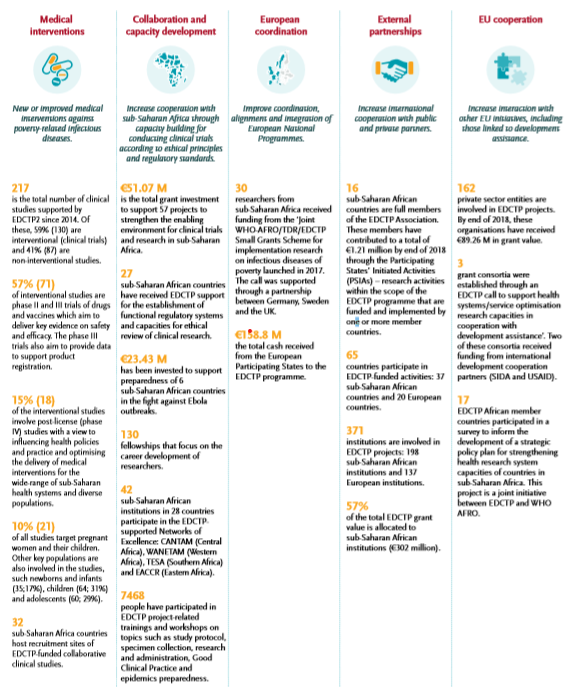 Medical
interventions
New or improved medical
interventions against
poverty-related infectious
diseases.
217
is the total number of clinical
studies supported by
EDCTP2 since 2014. Of
these, 59% (130) are
interventional (clinical trials)
and 41% (87) are
non-interventional studies.
57% (71)
of interventional studies are
phase II and III trials of drugs
and vaccines which aim to
deliver key evidence on safety
and efficacy. The phase III
trials also aim to provide data
to support product
registration.
15% (18)
of the interventional studies
involve post-license (phase
IV) studies with a view to
influencing health policies
and practice and optimising
the delivery of medical
interventions for the
wide-range of sub-Saharan
health systems and diverse
populations.
10% (21)
of all studies target pregnant
women and their children.
Other key populations are
also involved in the studies,
such newborns and infants
(35;17%), children (64; 31%)
and adolescents (60; 29%).
32
sub-Saharan Africa countries
host recruitment sites of
EDCTP-funded collaborative
clinical studies.
Collaboration and
capacity development
Increase cooperation with
sub-Saharan Africa through
capacity building for
conducting clinical trials
according to ethical principles
and regulatory standards.
€51.07 M
is the total grant investment
to support 57 projects to
strengthen the enabling
environment for clinical trials
and research in sub-Saharan
Africa.
27
sub-Saharan African countries
have received EDCTP support
for the establishment of
functional regulatory systems
and capacities for ethical
review of clinical research.
€23.43 M
has been invested to support
preparedness of 6
sub-Saharan African countries
in the fight against Ebola
outbreaks.
130
fellowships that focus on the
career development of
researchers.
42
sub-Saharan African
institutions in 28 countries
participate in the EDCTP-
supported Networks of
Excellence: CANTAM (Central
Africa), WANETAM (Western
Africa), TESA (Southern Africa)
and EACCR (Eastern Africa).
7468
people have participated in
EDCTP project-related
trainings and workshops on
topics such as study protocol,
specimen collection, research
and administration, Good
Clinical Practice and
epidemics preparedness.
European
coordination
Improve coordination,
alignment and integration of
European National
Programmes.
30
researchers from
sub-Saharan Africa received
funding from the 'Joint
WHO-AFRO/TDR/EDCTP
Small Grants Scheme for
implementation research
on infectious diseases of
poverty launched in 2017.
The call was supported
through a partnership
between Germany, Sweden
and the UK.
€158.8 m
the total cash received
from the European
Participating States to the
EDCTP programme.
External
partnerships
Increase international
cooperation with public
and private partners.
16
sub-Saharan African
countries are full members
of the EDCTP Association.
These members have
contributed to a total of
€1.21 million by end of 2018
through the Participating
States' Initiated Activities
(PSIAs) – research activities
within the scope of the
EDCTP programme that are
funded and implemented by
one or more member
countries.
65
countries participate in
EDCTP-funded activities: 37
sub-Saharan African
countries and 20 European
countries.
371
institutions are involved in
EDCTP projects: 198
sub-Saharan African
institutions and 137
European institutions.
57%
of the total EDCTP grant
value is allocated to
sub-Saharan African
institutions (€302 million).
EU cooperation
Increase interaction with
other EU initiatives, including
those linked to development
assistance.
162
private sector entities are
involved in EDCTP projects.
By end of 2018, these
organisations have received
€89.26 M in grant value.
3
grant consortia were
established through an
EDCTP call to support health
systems/service optimisation
research capacities in
cooperation with
development assistance'. Two
of these consortia received
funding from international
development cooperation
partners (SIDA and USAID).
17
EDCTP African member
countries participated in a
survey to inform the
development of a strategic
policy plan for strengthening
health research system
capacities of countries in
sub-Saharan Africa. This
project is a joint initiative
between EDCTP and WHO
AFRO.